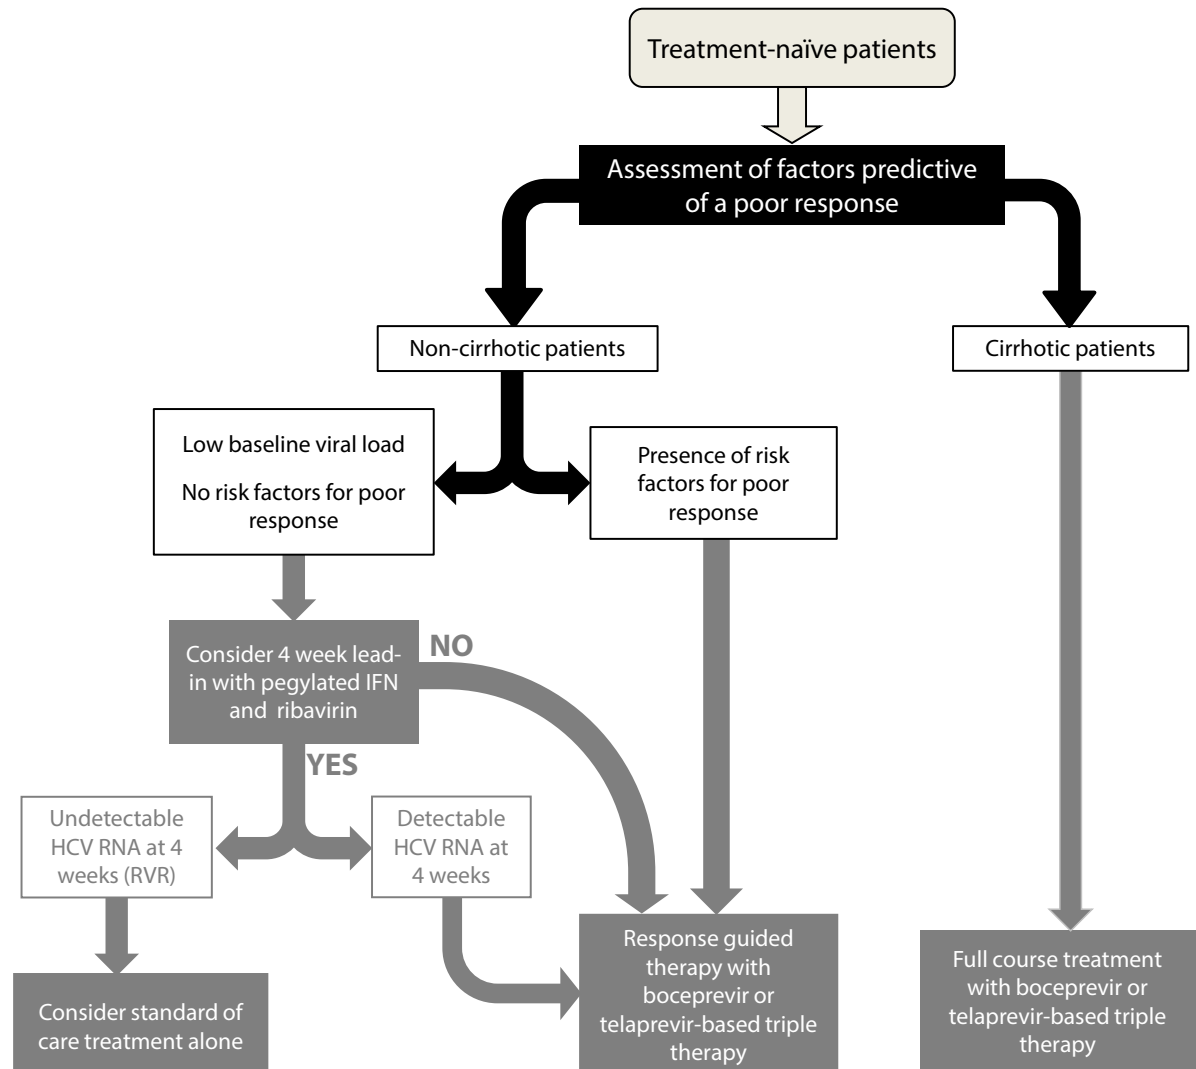 Treatment-naïve patients
Assessment of factors predictive
of a poor response
Non-cirrhotic patients
Cirrhotic patients
Low baseline viral load
No risk factors for poor
response
Presence of risk
factors for poor
response
Consider 4 week lead-
in with pegylated IFN
and ribavirin
NO
YES
Undetectable
HCV RNA at 4
weeks (RVR)
Detectable
HCV RNA at
4 weeks
Consider standard of
care treatment alone
Response guided
therapy with
boceprevir or
telaprevir-based triple
therapy
Full course treatment
with boceprevir or
telaprevir-based triple
therapy